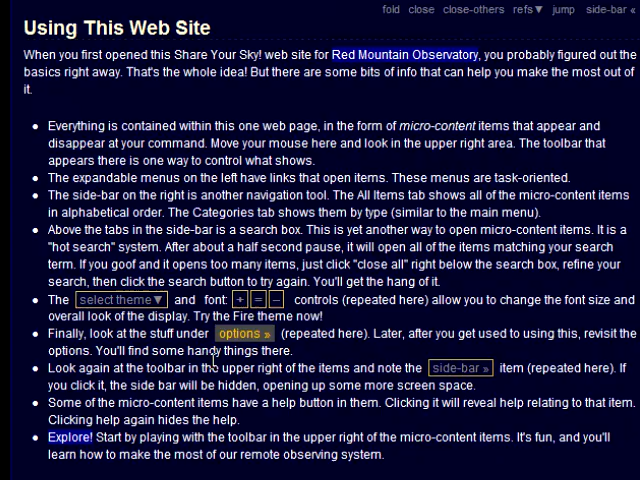 fold close close-others refs▼ jump side-bar «
Using This Web Site
When you first opened this Share Your Sky! web site for Red Mountain Observatory, you probably figured out the
basics right away. That's the whole idea! But there are some bits of info that can help you make the most out of
it.
● Everything is contained within this one web page, in the form of micro-content items that appear and
disappear at your command. Move your mouse here and look in the upper right area. The toolbar that
appears there is one way to control what shows.
● The expandable menus on the left have links that open items. These menus are task-oriented.
● The side-bar on the right is another navigation tool. The All Items tab shows all of the micro-content items
in alphabetical order. The Categories tab shows them by type (similar to the main menu).
● Above the tabs in the side-bar is a search box. This is yet another way to open micro-content items. It is a
"hot search" system. After about a half second pause, it will open all of the items matching your search
term. If you goof and it opens too many items, just click "close all" right below the search box, refine your
search, then click the search button to try again. You'll get the hang of it.
● The select theme▼ and font: + = − controls (repeated here) allow you to change the font size and
overall look of the display. Try the Fire theme now!
● Finally, look at the stuff under options » (repeated here). Later, after you get used to using this, revisit the
options. You'll find some handy things there.
● Look again at the toolbar in the upper right of the items and note the side-bar » item (repeated here). If
you click it, the side bar will be hidden, opening up some more screen space.
● Some of the micro-content items have a help button in them. Clicking it will reveal help relating to that item.
Clicking help again hides the help.
● Explore! Start by playing with the toolbar in the upper right of the micro-content items. It's fun, and you'll
learn how to make the most of our remote observing system.